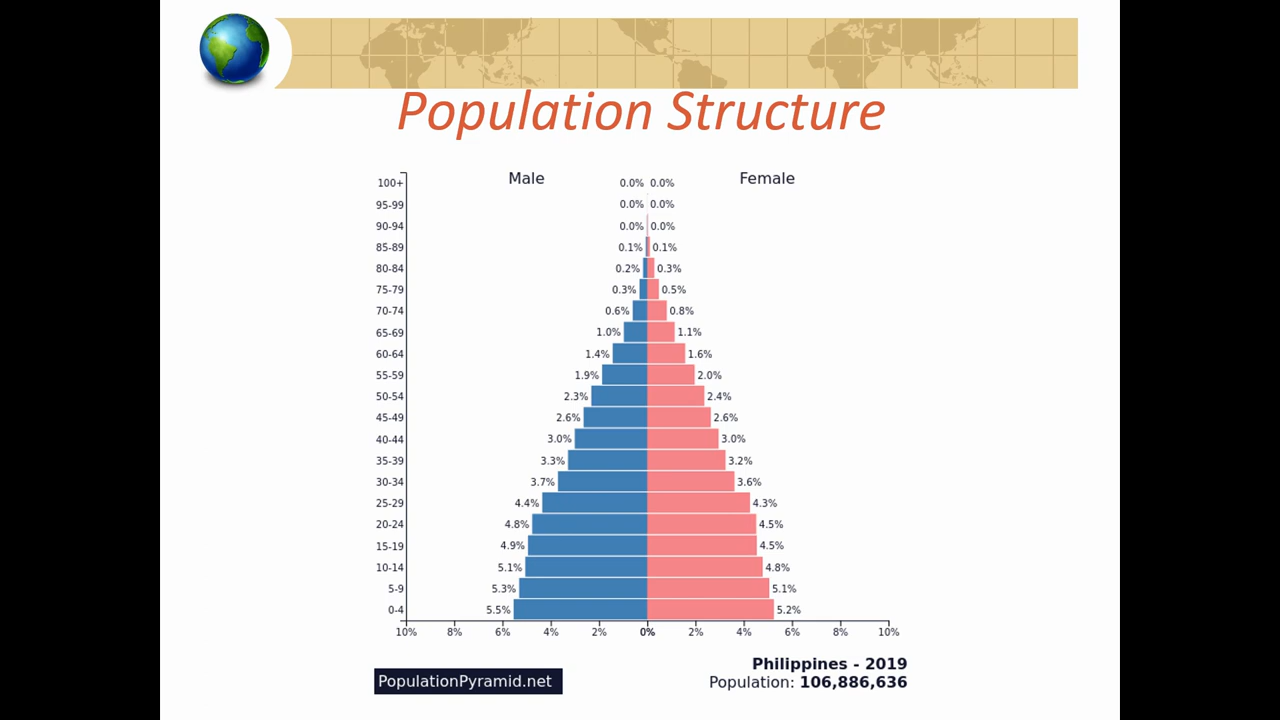 Population Structure
Male Female
100+ 0.0% 0.0%
95-99 0.0% 0.0%
90-94 0.0% 0.0%
85-89 0.1% 0.1%
80-84 0.2% 0.3%
75-79 0.3% 0.5%
70-74 0.6% 0.8%
65-69 1.0% 1.1%
60-64 1.4% 1.6%
55-59 1.9% 2.0%
50-54 2.3% 2.4%
45-49 2.6% 2.6%
40-44 3.0% 3.0%
35-39 3.3% 3.2%
30-34 3.7% 3.6%
25-29 4.4% 4.3%
20-24 4.8% 4.5%
15-19 4.9% 4.5%
10-14 5.1% 4.8%
5-9 5.3% 5.1%
0-4 5.5% 5.2%
10% 8% 6% 4% 2% 0% 2% 4% 6% 8% 10%
Philippines - 2019
PopulationPyramid.net Population: 106,886,636